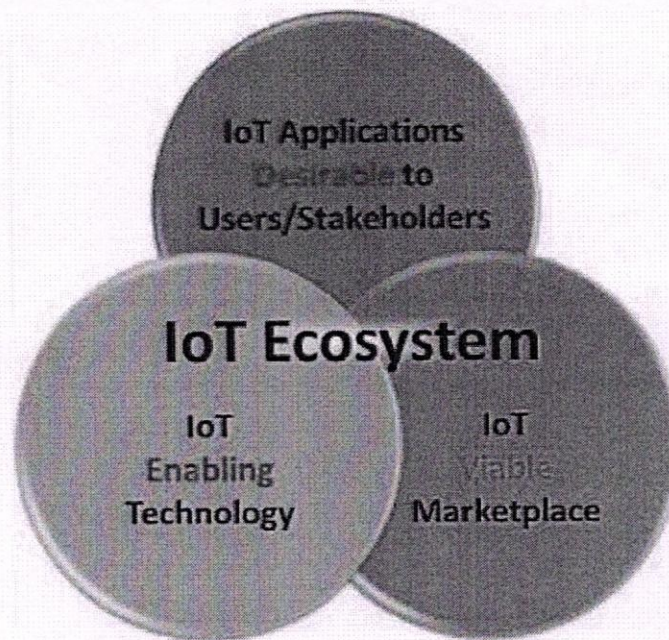 IoT Applications
Desirable to
Users/Stakeholders
IoT Ecosystem
IoT
Enabling
Technology
IoT
Viable
Marketplace